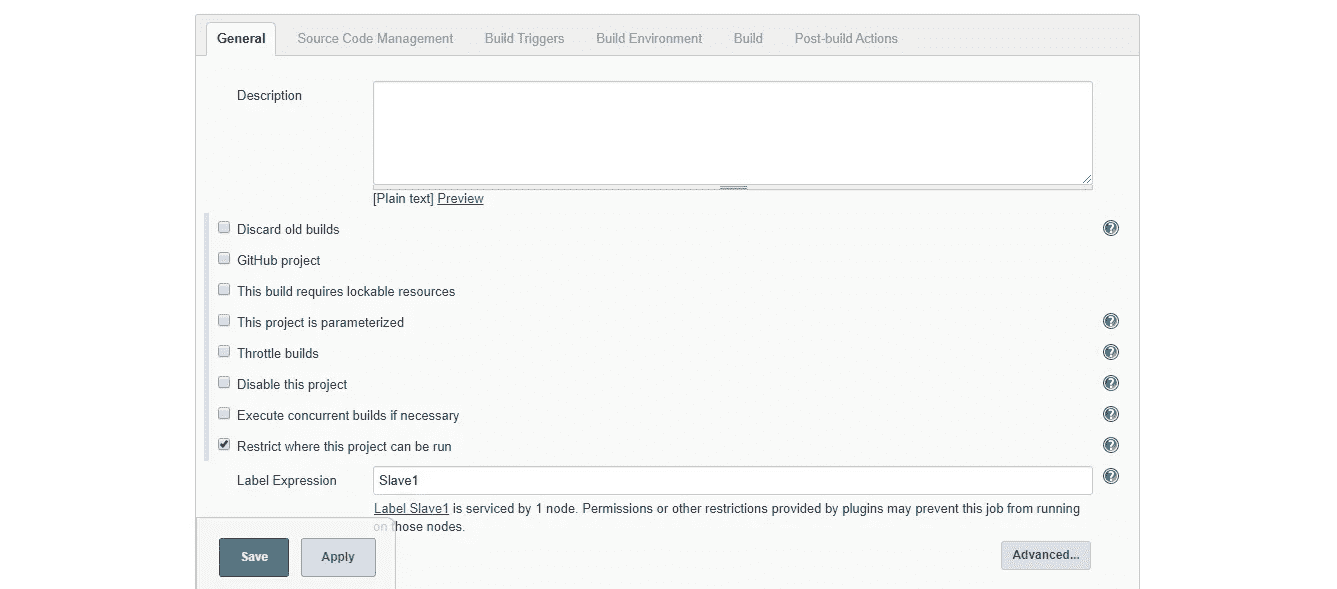 General Source Code Management Build Triggers Build Environment Build Post-build Actions
Description
[Plain text] Preview
Discard old builds
GitHub project
This build requires lockable resources
This project is parameterized
Throttle builds
Disable this project
Execute concurrent builds if necessary
Restrict where this project can be run
Label Expression Slave1
Label Slave1 is serviced by 1 node. Permissions or other restrictions provided by plugins may prevent this job from running
on those nodes.
Save Apply Advanced...